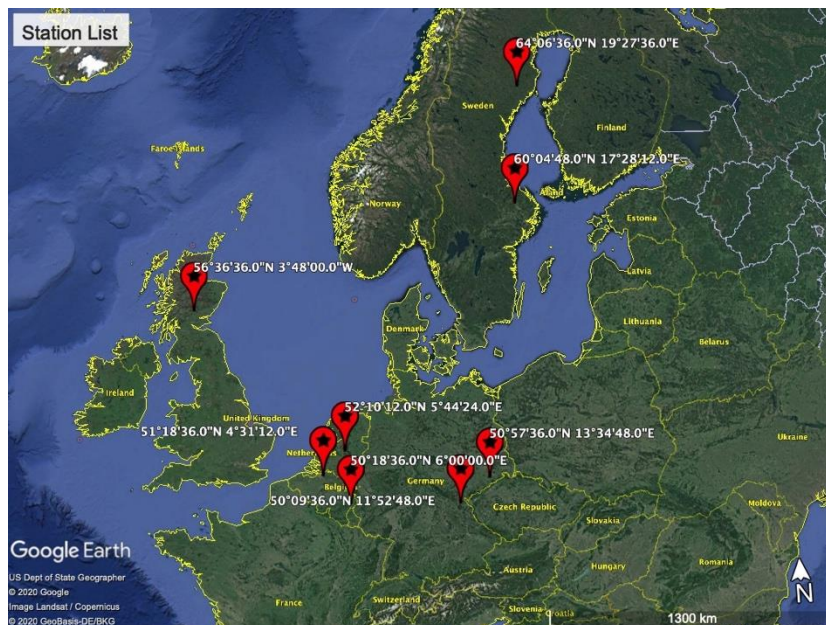 Station List
64°06'36.0"N 19°27'36.0"E
Sweden
Finland
Faroe Islands
60°04'48.0"N 17°28'12.0"E
Åland
Norway
Estonia
56°36'36.0"N 3°48'00.0"W
Latvia
Denmark
Lithuania
Belarus
Ireland
52°10'12.0"N 5°44'24.0"E
United Kingdom
51°18'36.0"N 4°31'12.0"E
50°57'36.0"N 13°34'48.0"E
Ukraine
Netherlands
50°18'36.0"N 6°00'00.0"E
Germany
Belgium
50°09'36.0"N 11°52'48.0"E
Czech Republic
Moldova
Slovakia
Google Earth
Austria
Hungary
Romania
US Dept of State Geographer
© 2020 Google
Image Landsat / Copernicus
© 2020 GeoBasis-DE/BKG
France
Switzerland
Slovenia
Croatia
1300 km
N